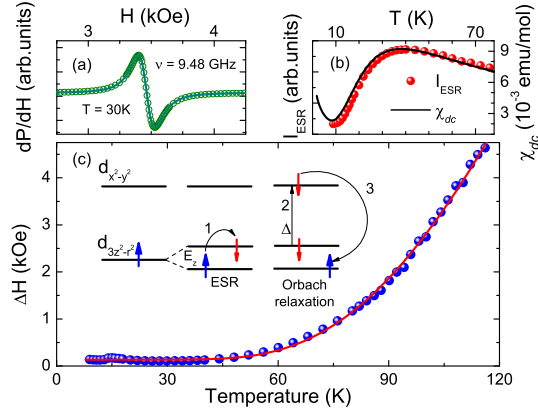 H (kOe)
3 4
T (K)
10 70
dP/dH (arb.units)
(a)
ν = 9.48 GHz
T = 30K
I_ESR (arb.units)
(b)
I_ESR
χ_dc
9
6
3
χ_dc (10⁻³ emu/mol)
(c)
ΔH (kOe)
5
4
3
2
1
0
d_x²-y²
d_3z²-r²
E_z
1
ESR
2
Δ
3
Orbach
relaxation
0 30 60 90 120
Temperature (K)